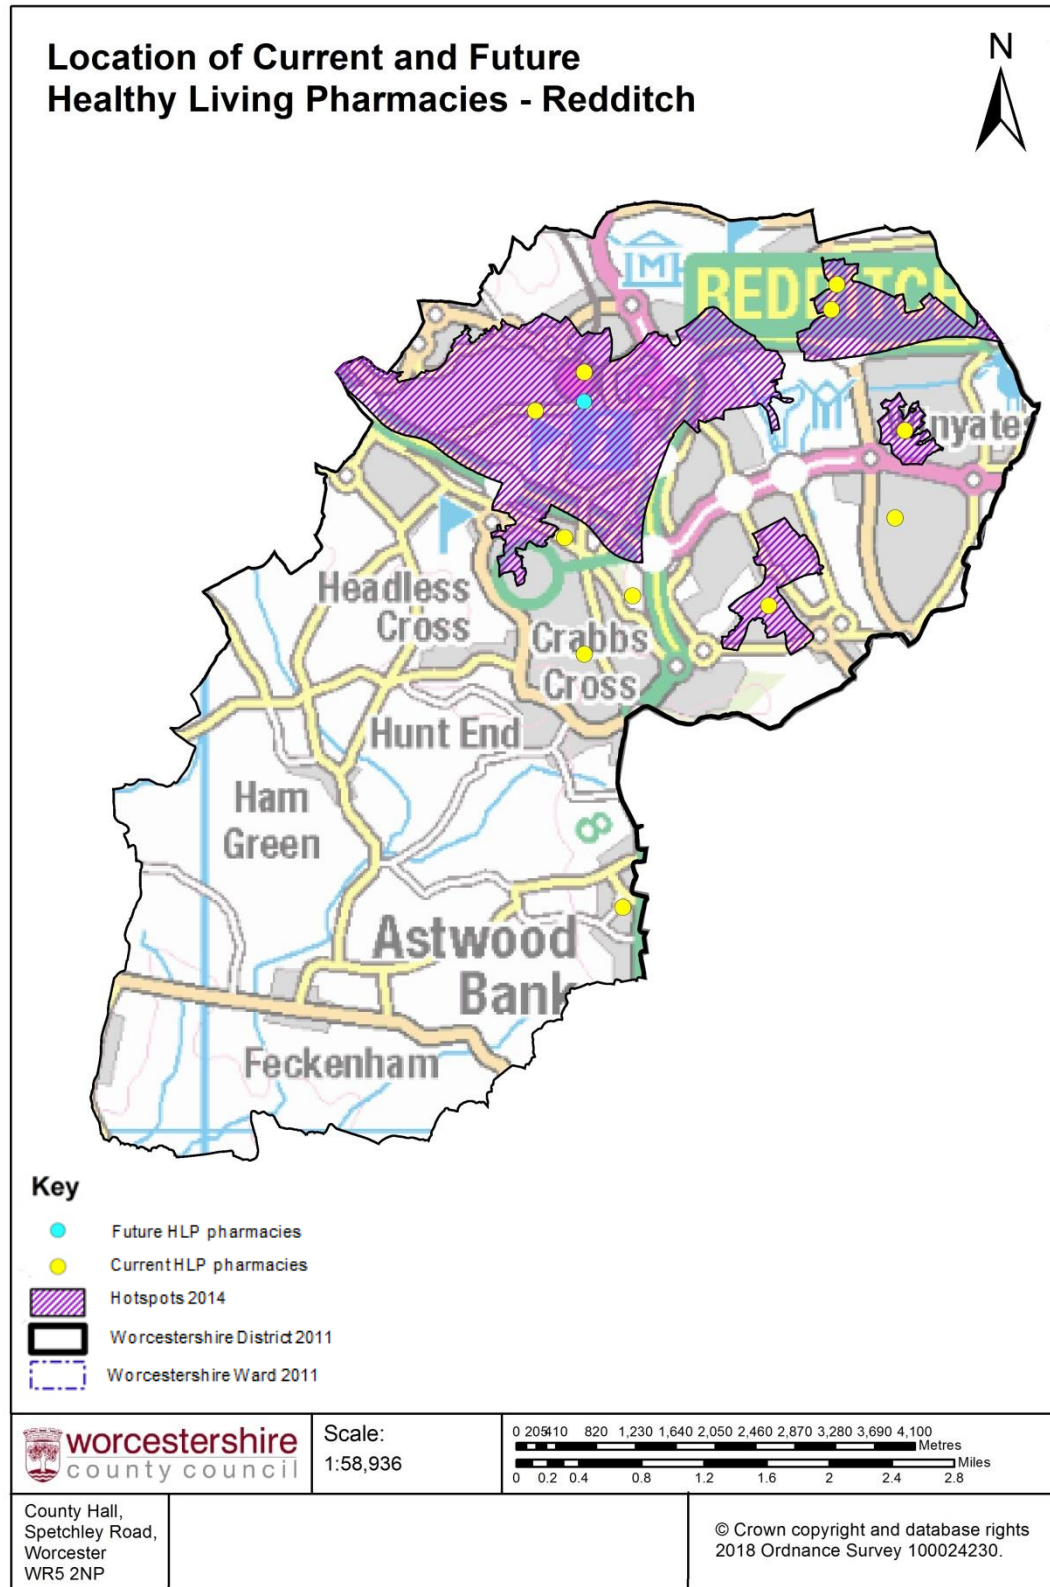 Location of Current and Future
Healthy Living Pharmacies - Redditch
N
REDDITCH
nyates
Headless
Cross
Crabbs
Cross
Hunt End
Ham
Green
8
Astwood
Bank
Feckenham
Key
Future HLP pharmacies
Current HLP pharmacies
Hotspots 2014
Worcestershire District 2011
Worcestershire Ward 2011
worcestershire
county council
Scale:
1:58,936
0 205 410 820 1,230 1,640 2,050 2,460 2,870 3,280 3,690 4,100
Metres
Miles
0 0.2 0.4 0.8 1.2 1.6 2 2.4 2.8
County Hall,
Spetchley Road,
Worcester
WR5 2NP
© Crown copyright and database rights
2018 Ordnance Survey 100024230.